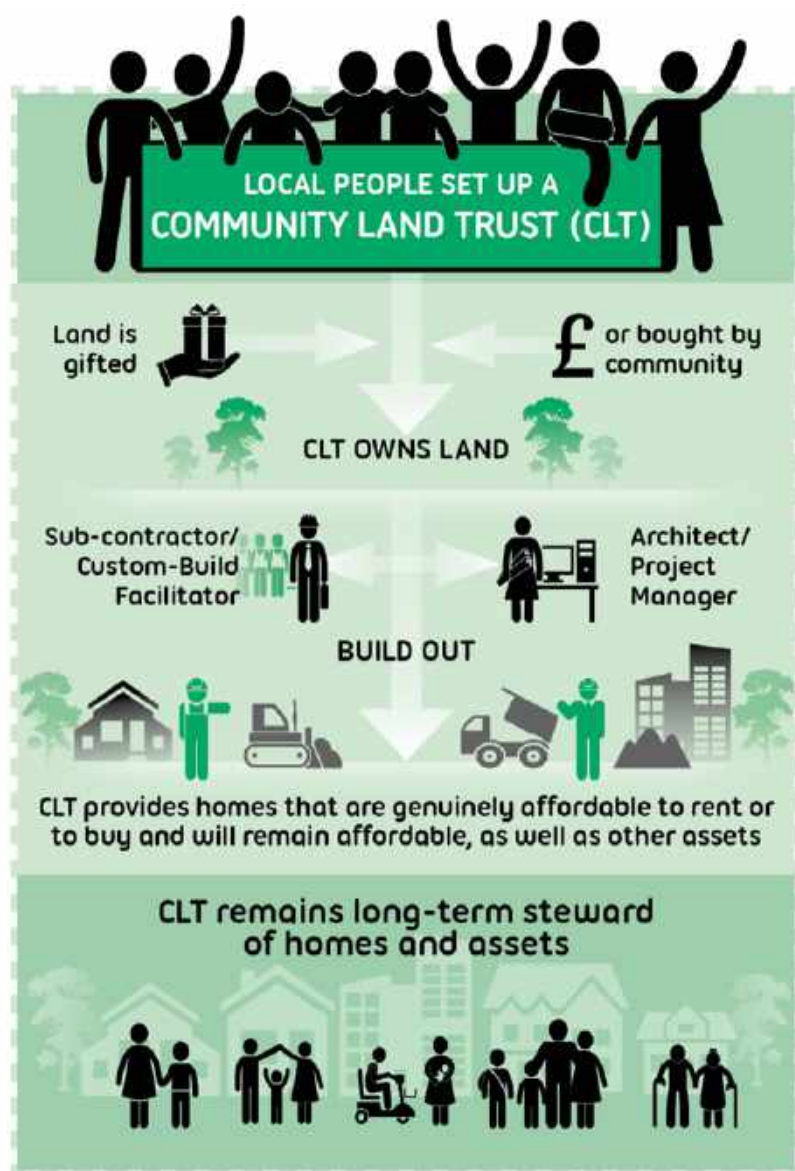 LOCAL PEOPLE SET UP A
COMMUNITY LAND TRUST (CLT)
Land is
gifted
£
or bought by
community
CLT OWNS LAND
Sub-contractor/
Custom-Build
Facilitator
Architect/
Project
Manager
BUILD OUT
CLT provides homes that are genuinely affordable to rent or
to buy and will remain affordable, as well as other assets
CLT remains long-term steward
of homes and assets